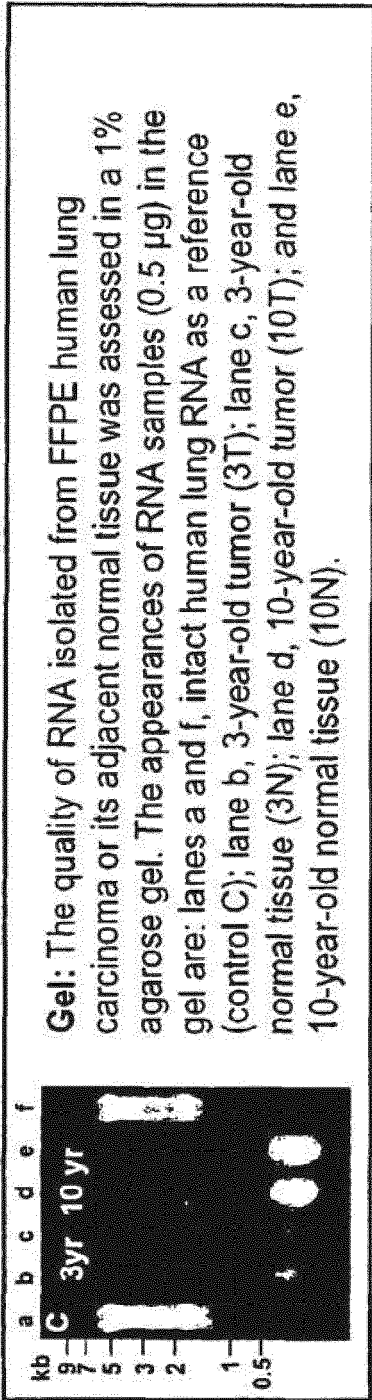 a b c d e f
kb C 3yr 10 yr
9
7
5
3
2
1
0.5
Gel: The quality of RNA isolated from FFPE human lung
carcinoma or its adjacent normal tissue was assessed in a 1%
agarose gel. The appearances of RNA samples (0.5 µg) in the
gel are: lanes a and f, intact human lung RNA as a reference
(control C); lane b, 3-year-old tumor (3T); lane c, 3-year-old
normal tissue (3N); lane d, 10-year-old tumor (10T); and lane e,
10-year-old normal tissue (10N).